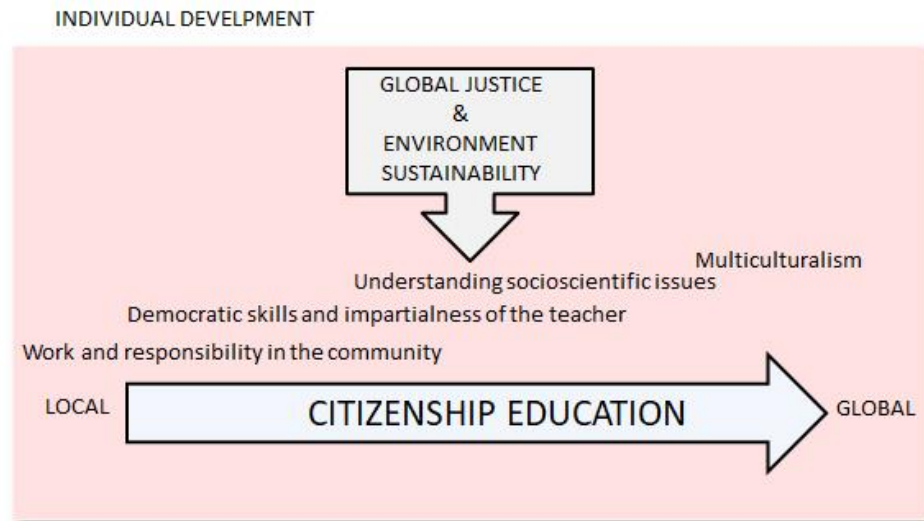 INDIVIDUAL DEVELPMENT
GLOBAL JUSTICE
&
ENVIRONMENT
SUSTAINABILITY
Multiculturalism
Understanding socioscientific issues
Democratic skills and impartialness of the teacher
Work and responsibility in the community
LOCAL
CITIZENSHIP EDUCATION
GLOBAL